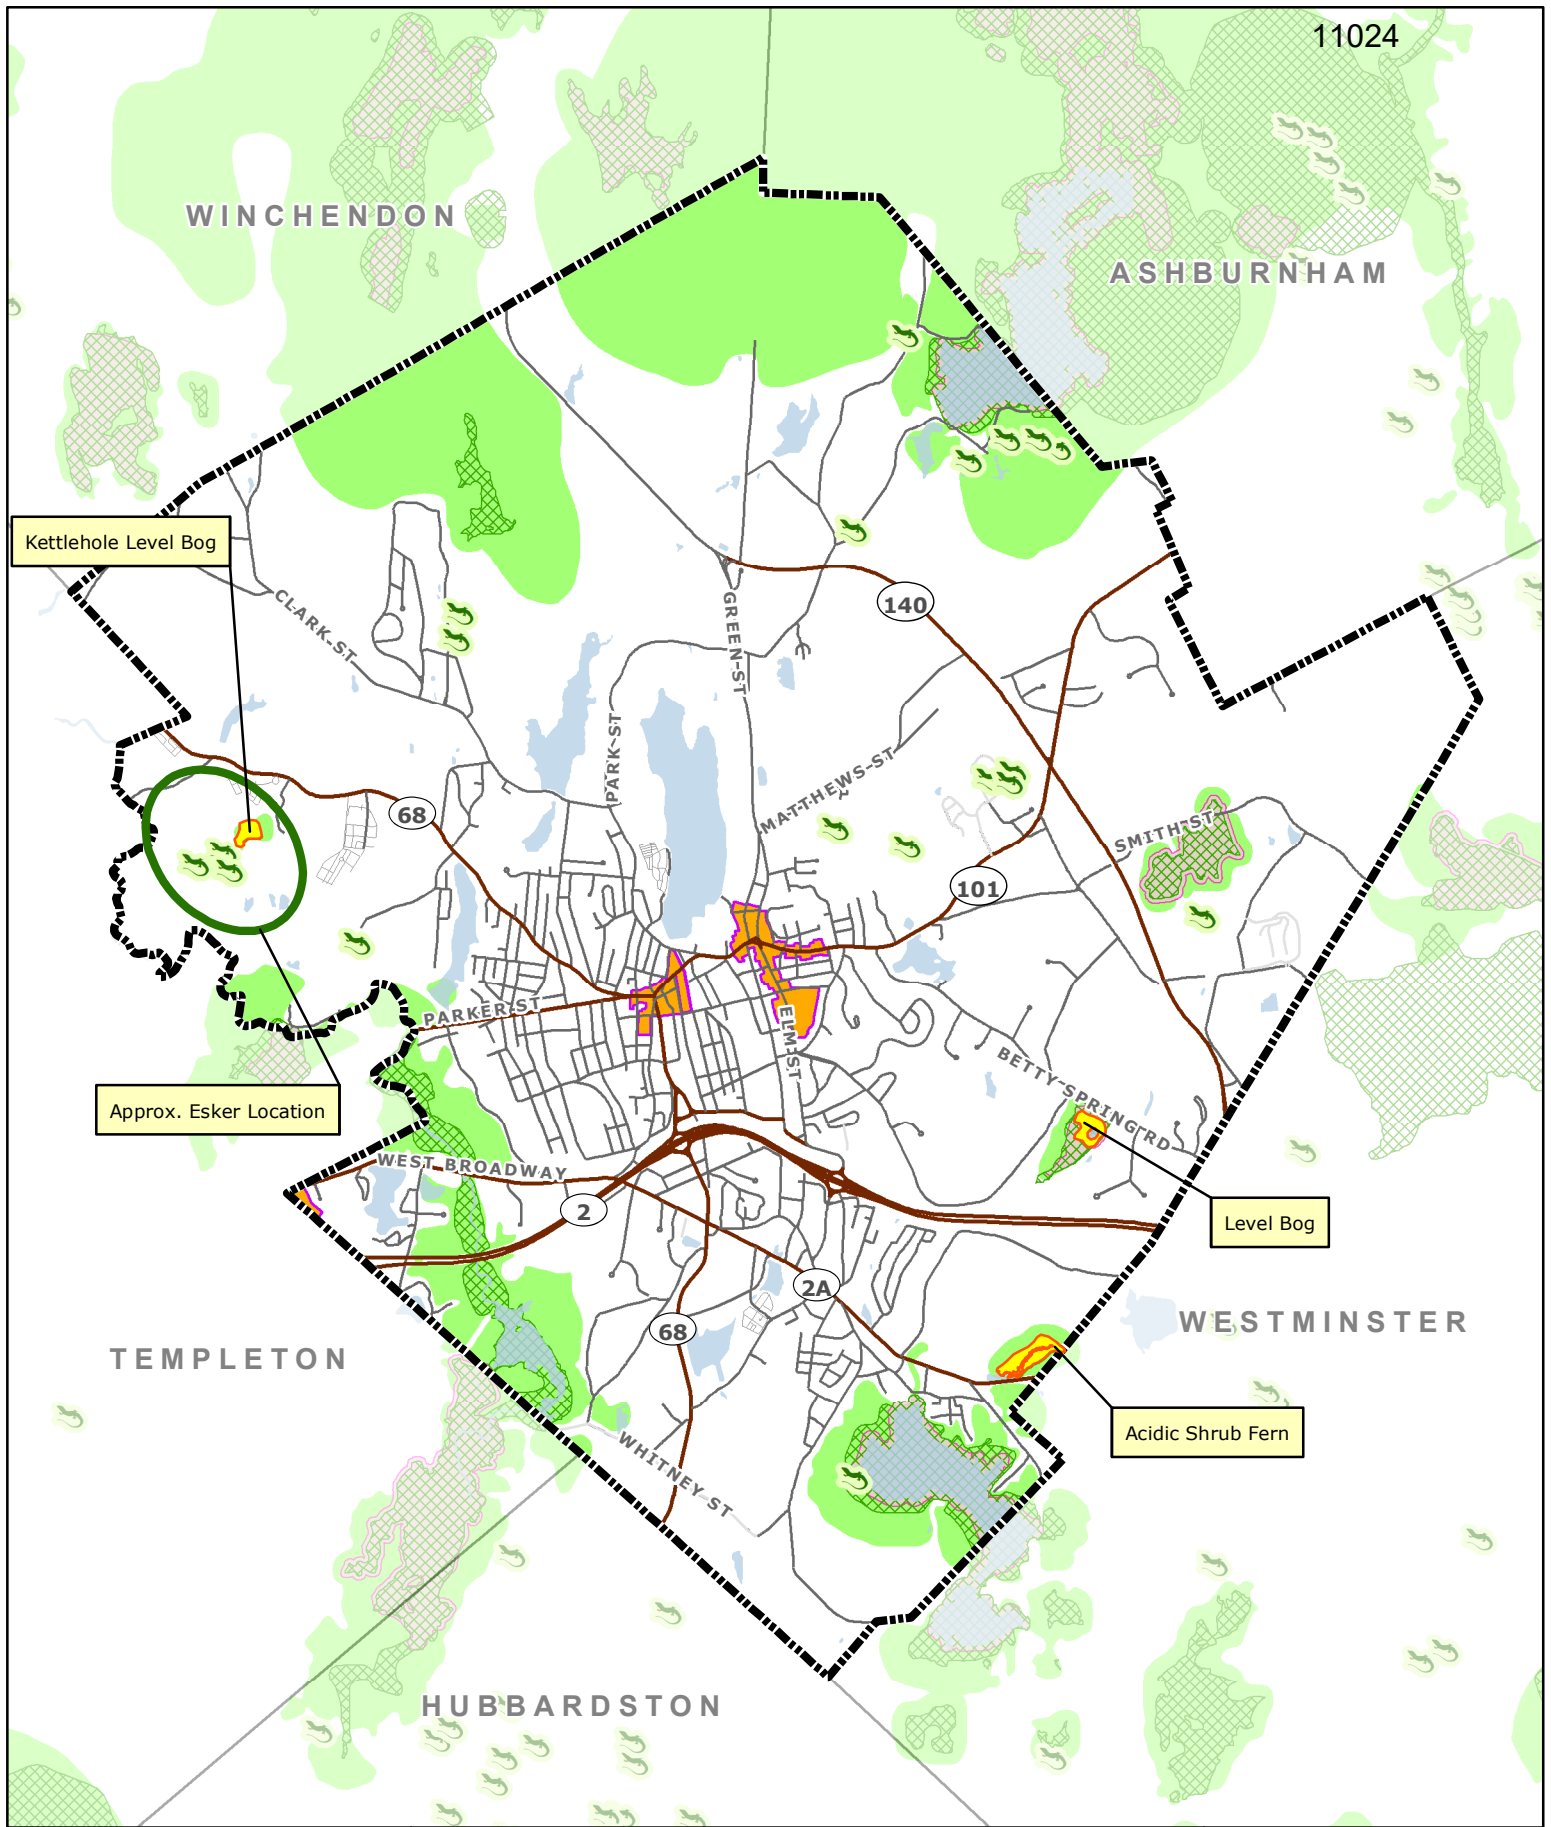 11024
WINCHENDON
ASHBURNHAM
Kettlehole Level Bog
CLARK ST
GREEN ST
140
PARK ST
MATTHEWS ST
68
SMITH ST
101
PARKER ST
ELM ST
BETTY SPRING RD
Approx. Esker Location
WEST BROADWAY
2
Level Bog
2A
68
WESTMINSTER
TEMPLETON
Acidic Shrub Fern
WHITNEY ST
HUBBARDSTON